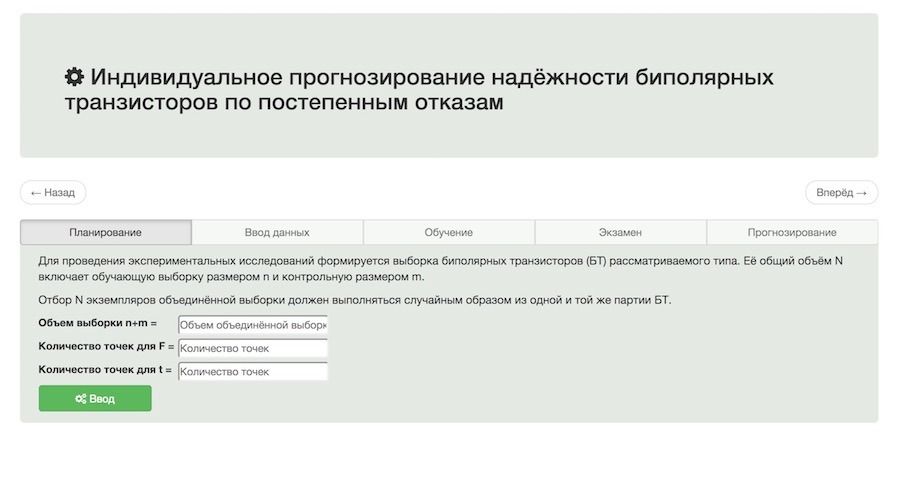 Индивидуальное прогнозирование надёжности биполярных
транзисторов по постепенным отказам
← Назад
Вперёд →
Планирование
Ввод данных
Обучение
Экзамен
Прогнозирование
Для проведения экспериментальных исследований формируется выборка биполярных транзисторов (БТ) рассматриваемого типа. Её общий объём N
включает обучающую выборку размером n и контрольную размером m.
Отбор N экземпляров объединённой выборки должен выполняться случайным образом из одной и той же партии БТ.
Объем выборки n+m =
Объем объединённой выборк
Количество точек для F =
Количество точек
Количество точек для t =
Количество точек
Ввод